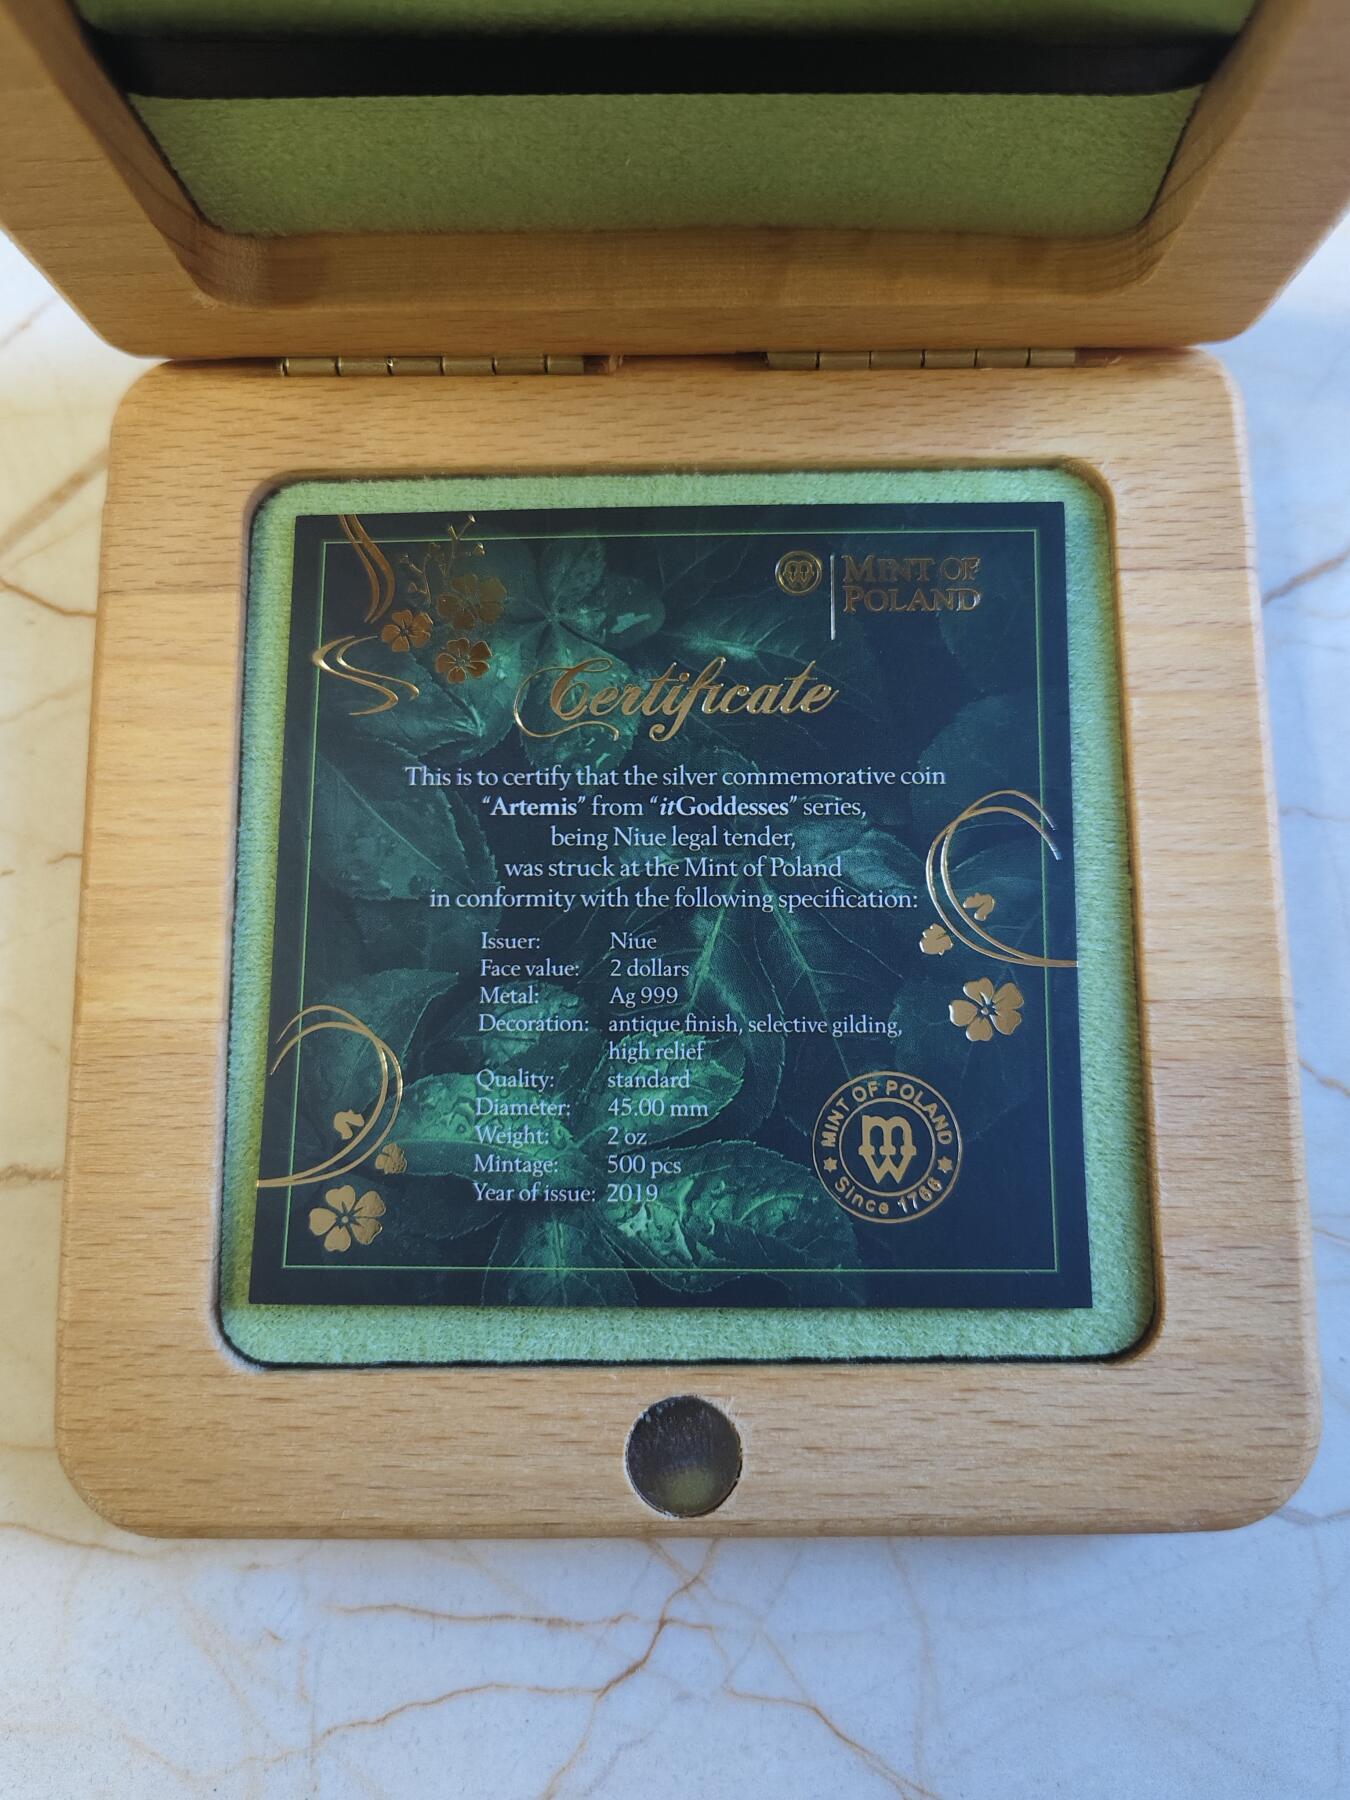 MINT OF
POLAND
Certificate
This is to certify that the silver commemorative coin
“Artemis” from “itGoddesses” series,
being Niue legal tender,
was struck at the Mint of Poland
in conformity with the following specification:
Issuer: Niue
Face value: 2 dollars
Metal: Ag 999
Decoration: antique finish, selective gilding,
high relief
Quality: standard
Diameter: 45.00 mm
Weight: 2 oz
Mintage: 500 pcs
Year of issue: 2019
MINT OF POLAND
MW
Since 1766